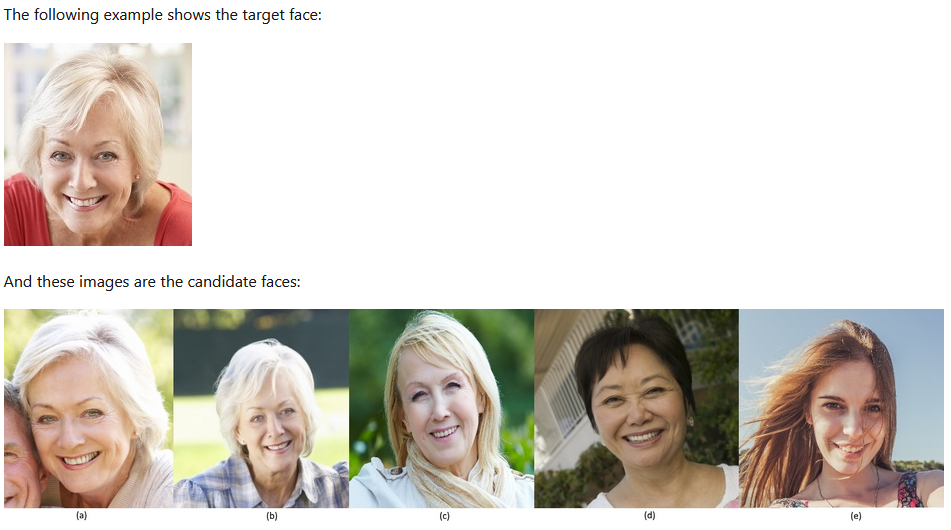 The following example shows the target face:
And these images are the candidate faces:
(a) (b) (c) (d) (e)